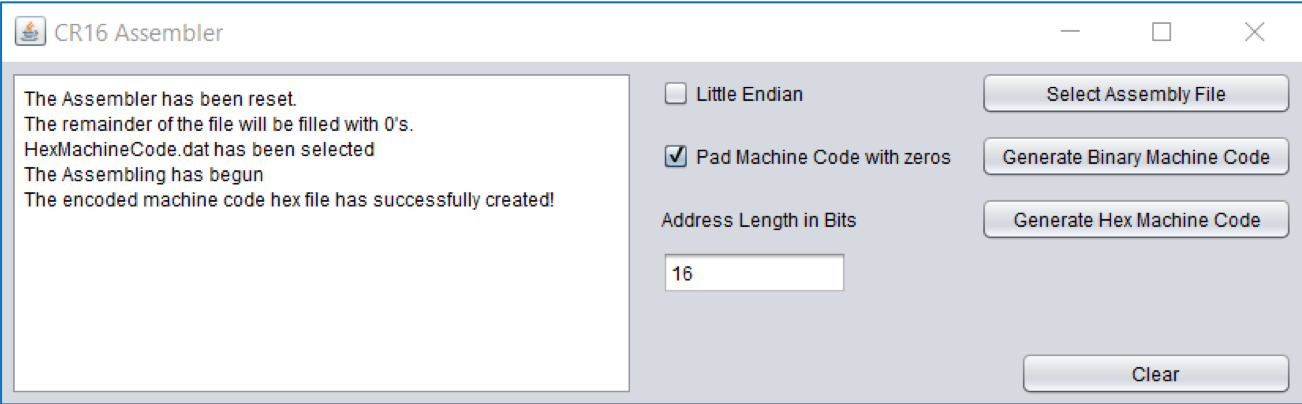 CR16 Assembler
The Assembler has been reset.
The remainder of the file will be filled with 0's.
HexMachineCode.dat has been selected
The Assembling has begun
The encoded machine code hex file has successfully created!
Little Endian
Pad Machine Code with zeros
Address Length in Bits
16
Select Assembly File
Generate Binary Machine Code
Generate Hex Machine Code
Clear